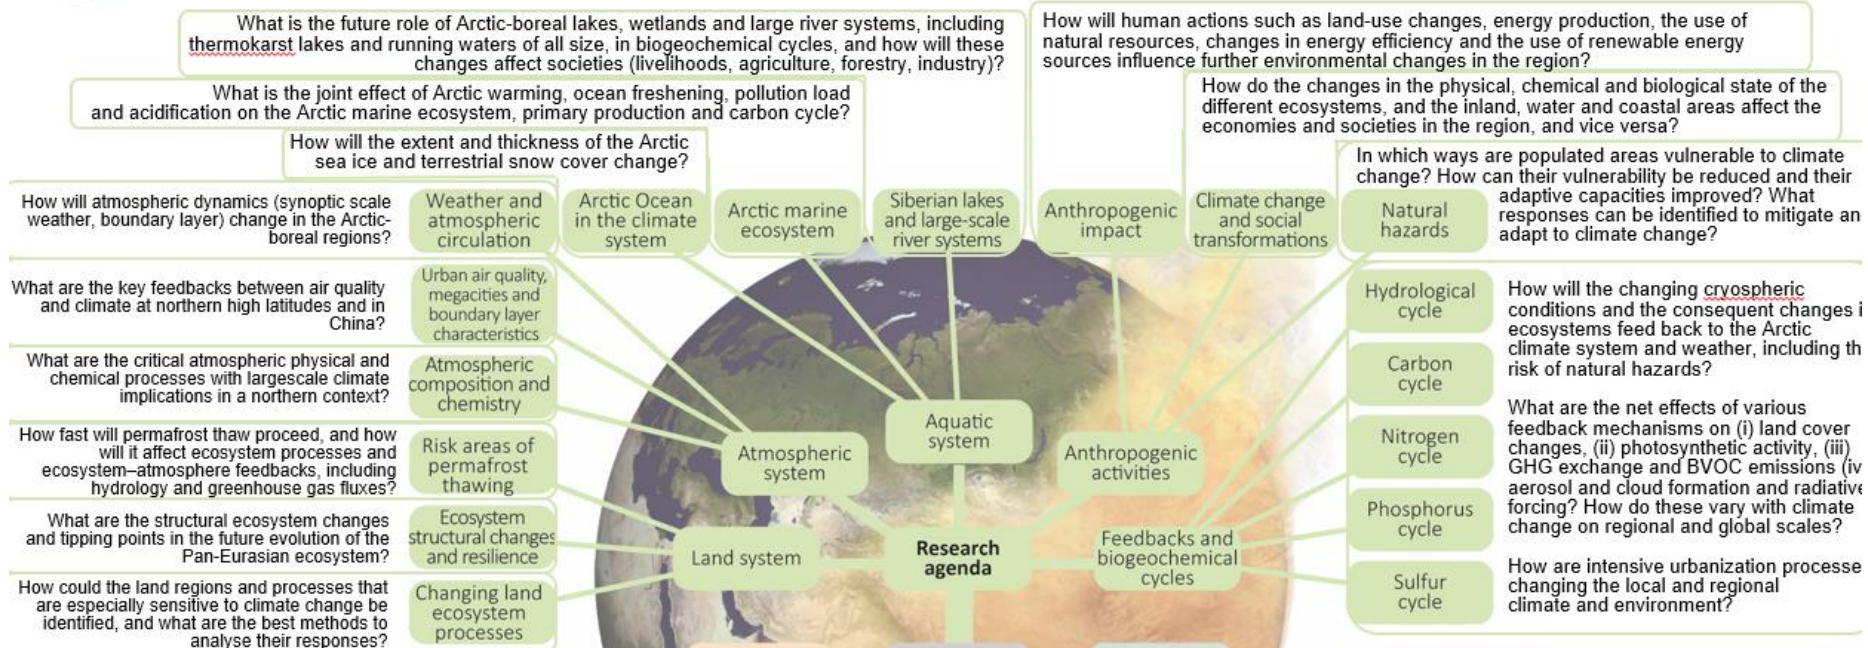 What is the future role of Arctic-boreal lakes, wetlands and large river systems, including
thermokarst lakes and running waters of all size, in biogeochemical cycles, and how will these
changes affect societies (livelihoods, agriculture, forestry, industry)?
How will human actions such as land-use changes, energy production, the use of
natural resources, changes in energy efficiency and the use of renewable energy
sources influence further environmental changes in the region?
What is the joint effect of Arctic warming, ocean freshening, pollution load
and acidification on the Arctic marine ecosystem, primary production and carbon cycle?
How do the changes in the physical, chemical and biological state of the
different ecosystems, and the inland, water and coastal areas affect the
economies and societies in the region, and vice versa?
How will the extent and thickness of the Arctic
sea ice and terrestrial snow cover change?
In which ways are populated areas vulnerable to climate
change? How can their vulnerability be reduced and their
adaptive capacities improved? What
responses can be identified to mitigate an
adapt to climate change?
How will atmospheric dynamics (synoptic scale
weather, boundary layer) change in the Arctic-
boreal regions?
Weather and
atmospheric
circulation
Arctic Ocean
in the climate
system
Arctic marine
ecosystem
Siberian lakes
and large-scale
river systems
Anthropogenic
impact
Climate change
and social
transformations
Natural
hazards
What are the key feedbacks between air quality
and climate at northern high latitudes and in
China?
Urban air quality,
megacities and
boundary layer
characteristics
Hydrological
cycle
How will the changing cryospheric
conditions and the consequent changes i
ecosystems feed back to the Arctic
climate system and weather, including th
risk of natural hazards?
What are the critical atmospheric physical and
chemical processes with largescale climate
implications in a northern context?
Atmospheric
composition and
chemistry
Carbon
cycle
What are the net effects of various
feedback mechanisms on (i) land cover
changes, (ii) photosynthetic activity, (iii)
GHG exchange and BVOC emissions (iv
aerosol and cloud formation and radiative
forcing? How do these vary with climate
change on regional and global scales?
Aquatic
system
Atmospheric
system
Anthropogenic
activities
How fast will permafrost thaw proceed, and how
will it affect ecosystem processes and
ecosystem–atmosphere feedbacks, including
hydrology and greenhouse gas fluxes?
Risk areas of
permafrost
thawing
Nitrogen
cycle
What are the structural ecosystem changes
and tipping points in the future evolution of the
Pan-Eurasian ecosystem?
Ecosystem
structural changes
and resilience
Land system
Research
agenda
Feedbacks and
biogeochemical
cycles
Phosphorus
cycle
How could the land regions and processes that
are especially sensitive to climate change be
identified, and what are the best methods to
analyse their responses?
Changing land
ecosystem
processes
Sulfur
cycle
How are intensive urbanization processe
changing the local and regional
climate and environment?